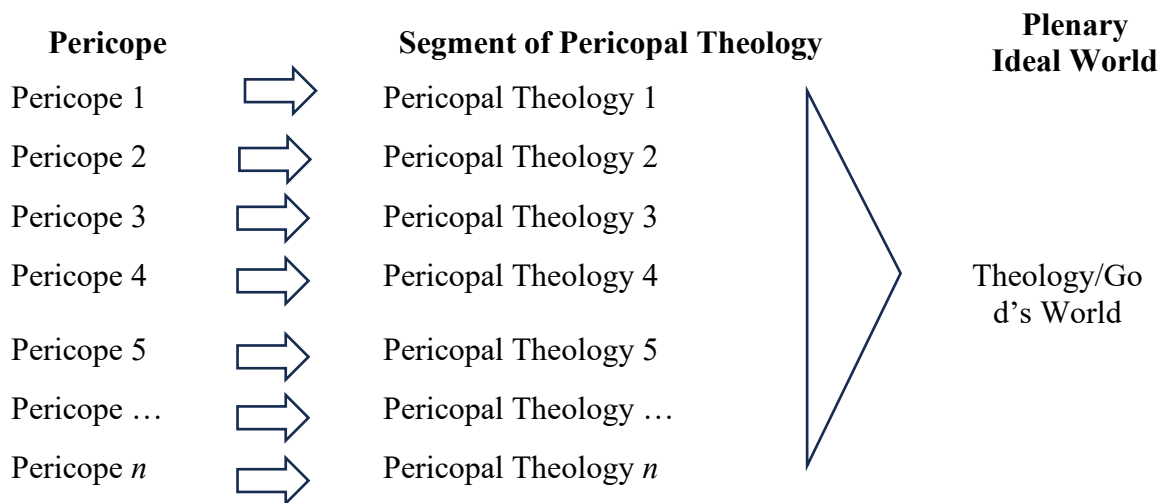 Pericope
Segment of Pericopal Theology
Plenary
Ideal World
Pericope 1
Pericopal Theology 1
Pericope 2
Pericopal Theology 2
Pericope 3
Pericopal Theology 3
Pericope 4
Pericopal Theology 4
Theology/Go
d’s World
Pericope 5
Pericopal Theology 5
Pericope …
Pericopal Theology …
Pericope n
Pericopal Theology n